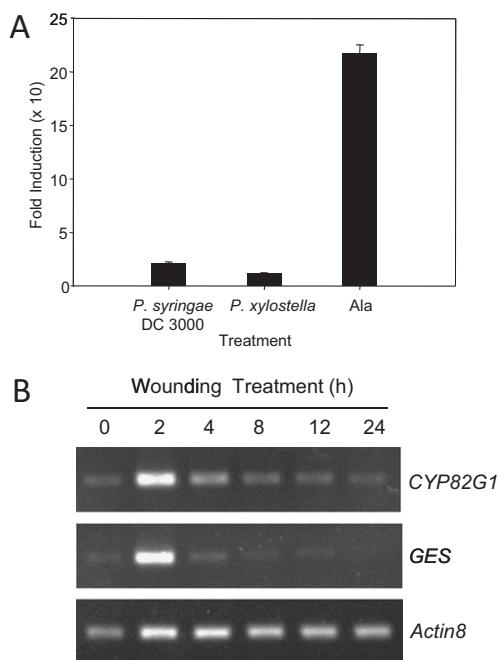 A
25
20
15
10
5
0
Fold Induction (x 10)
P. syringae DC 3000
P. xylostella
Ala
Treatment
B
Wounding Treatment (h)
0 2 4 8 12 24
CYP82G1
GES
Actin8